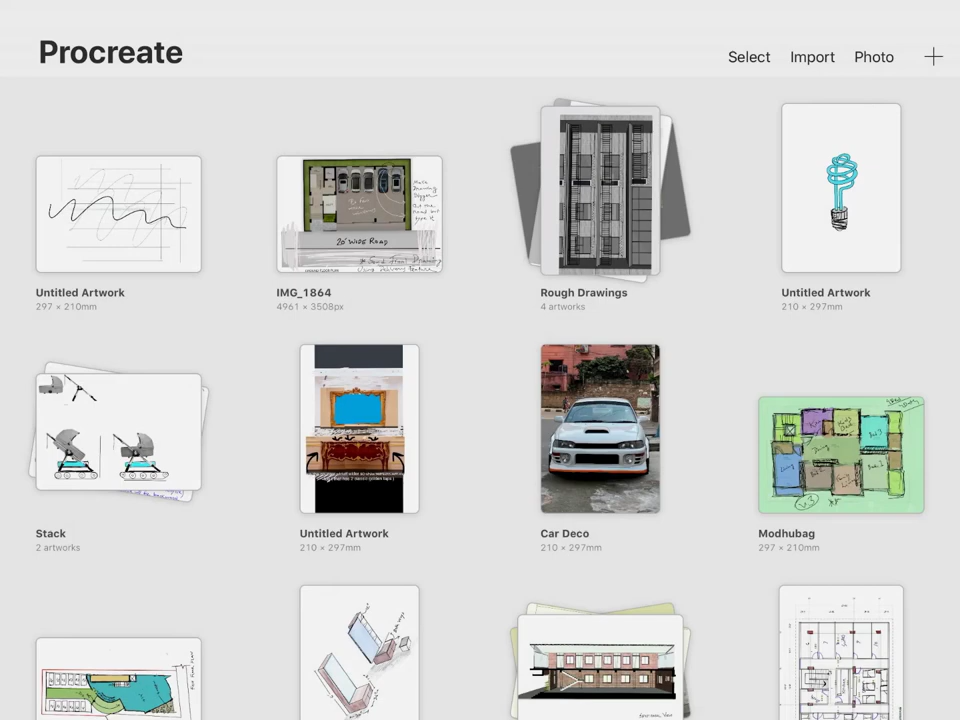 Procreate
Select Import Photo
20' WIDE ROAD
Untitled Artwork
297 × 210mm
IMG_1864
4961 × 3508px
Rough Drawings
4 artworks
Untitled Artwork
210 × 297mm
Stack
2 artworks
Untitled Artwork
210 × 297mm
Car Deco
210 × 297mm
Modhubag
297 × 210mm